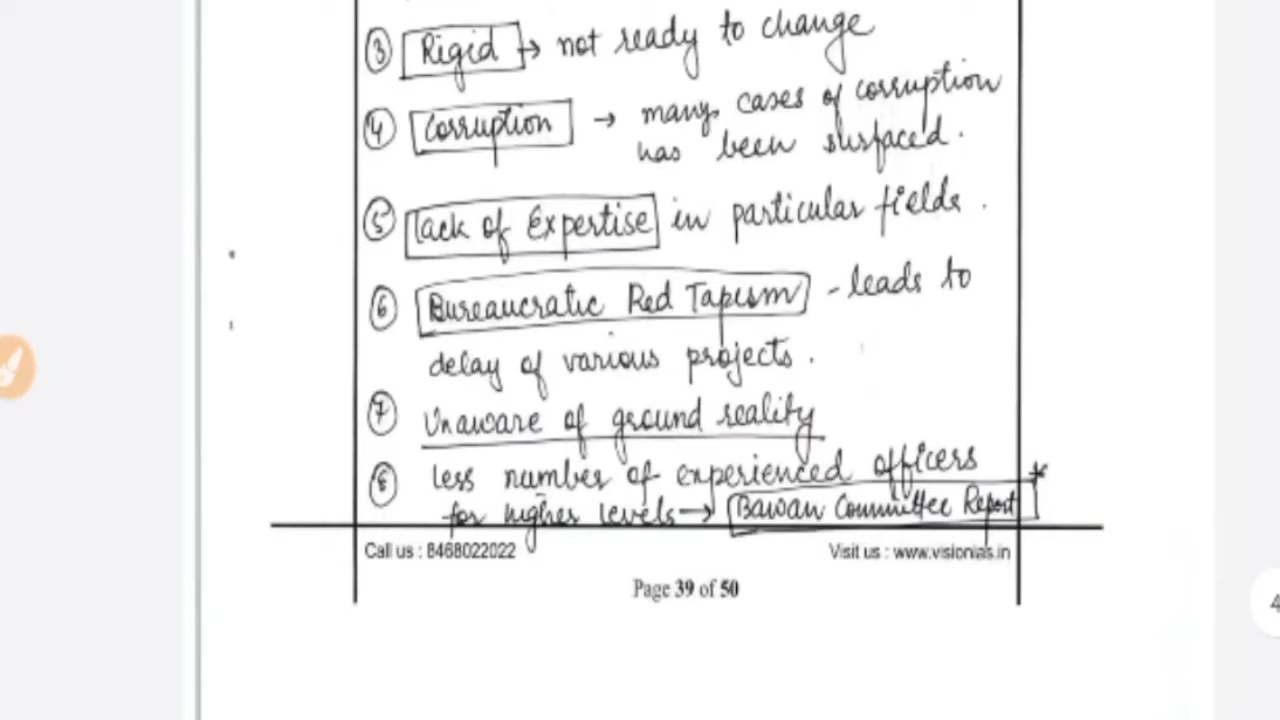 ③ Rigid → not ready to change
④ Corruption → many cases of corruption
has been surfaced.
⑤ Lack of Expertise in particular fields.
⑥ Bureaucratic Red Tapism - leads to
delay of various projects.
⑦ Unaware of ground reality
⑧ less number of experienced officers
for higher levels → Baswan Committee Report *
Call us : 8468022022 Visit us : www.visionias.in
Page 39 of 50
4